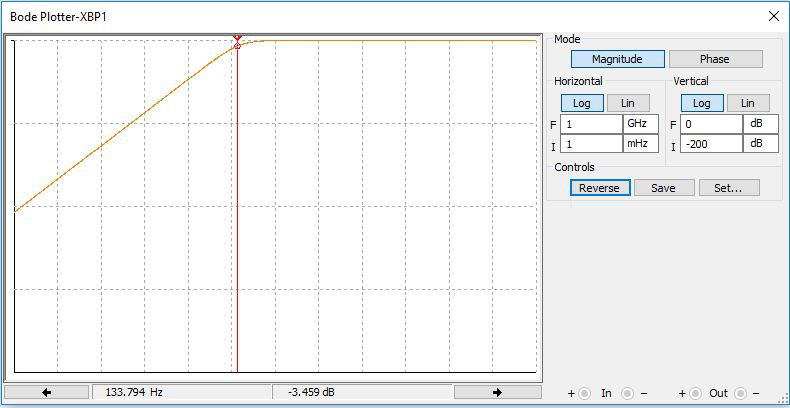 Bode Plotter-XBP1
Mode
Magnitude Phase
Horizontal Vertical
Log Lin Log Lin
F 1 GHz F 0 dB
I 1 mHz I -200 dB
Controls
Reverse Save Set...
133.794 Hz -3.459 dB
+ In - + Out -